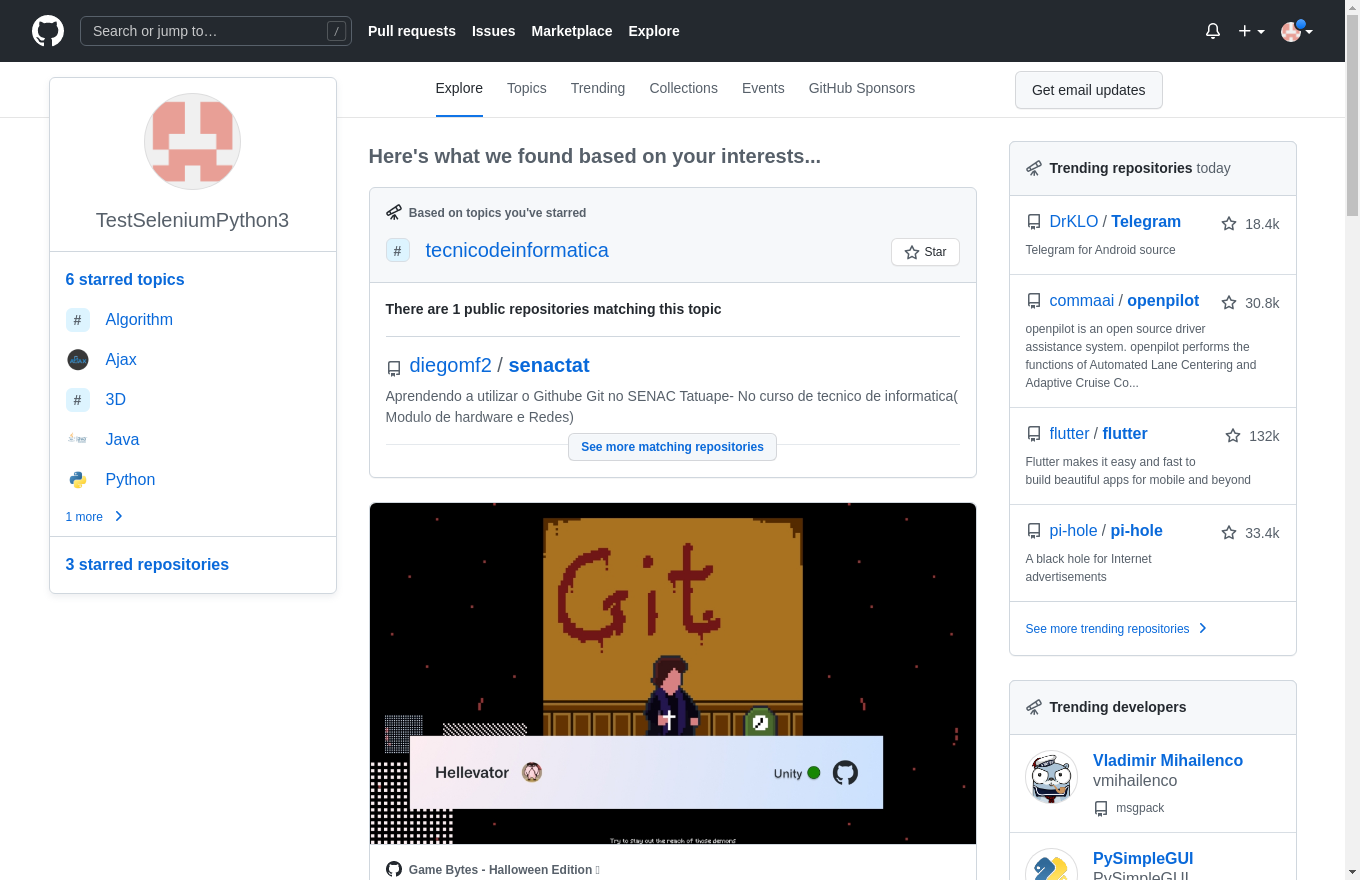 Search or jump to…
/
Pull requests
Issues
Marketplace
Explore
Explore
Topics
Trending
Collections
Events
GitHub Sponsors
Get email updates
TestSeleniumPython3
6 starred topics
# Algorithm
Ajax
# 3D
Java
Python
1 more
3 starred repositories
Here's what we found based on your interests...
Based on topics you've starred
# tecnicodeinformatica
Star
There are 1 public repositories matching this topic
diegomf2 / senactat
Aprendendo a utilizar o Githube Git no SENAC Tatuape- No curso de tecnico de informatica(
Modulo de hardware e Redes)
See more matching repositories
Git
Hellevator
Unity
Try to stay out the reach of those demons
Game Bytes - Halloween Edition
Trending repositories today
DrKLO / Telegram
18.4k
Telegram for Android source
commaai / openpilot
30.8k
openpilot is an open source driver
assistance system. openpilot performs the
functions of Automated Lane Centering and
Adaptive Cruise Co...
flutter / flutter
132k
Flutter makes it easy and fast to
build beautiful apps for mobile and beyond
pi-hole / pi-hole
33.4k
A black hole for Internet
advertisements
See more trending repositories
Trending developers
Vladimir Mihailenco
vmihailenco
msgpack
PySimpleGUI
PySimpleGUI